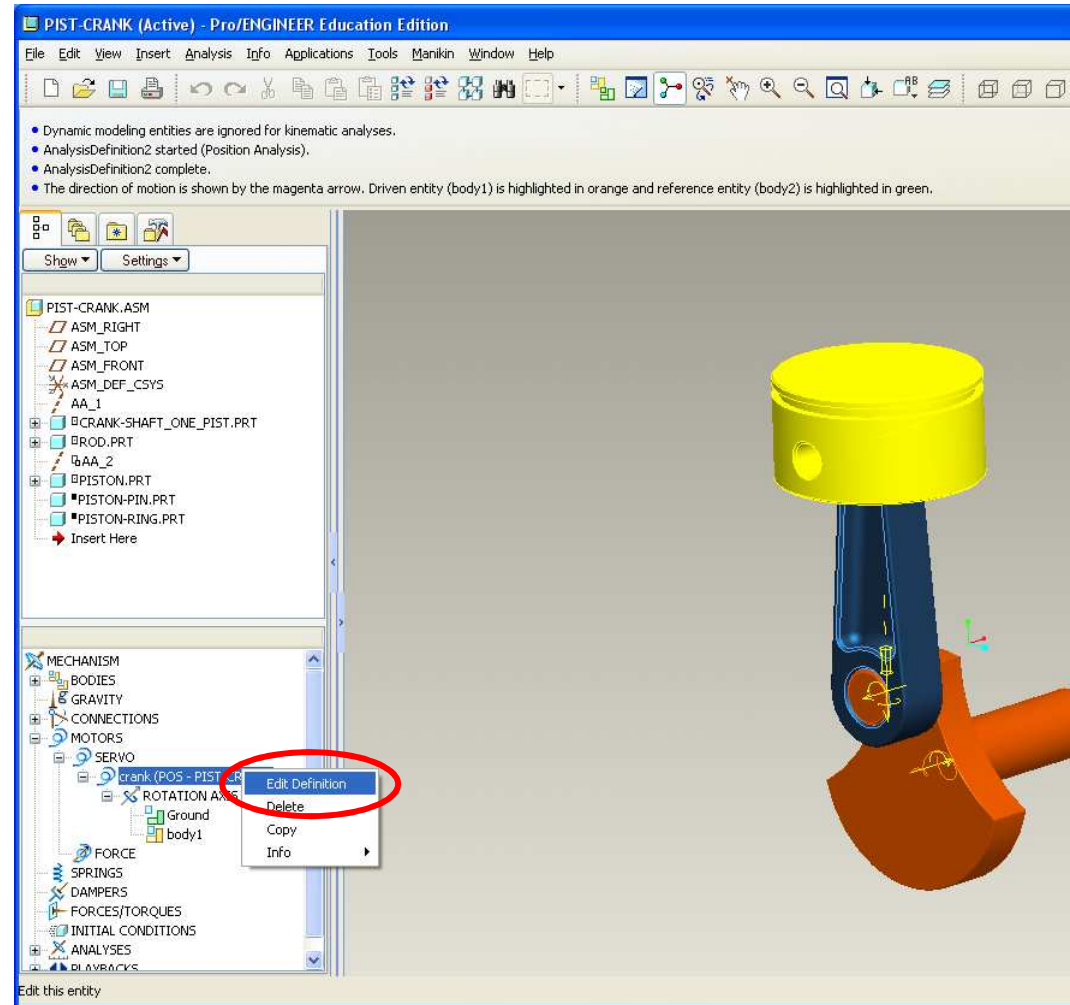 PIST-CRANK (Active) - Pro/ENGINEER Education Edition
File Edit View Insert Analysis Info Applications Tools Manikin Window Help
Dynamic modeling entities are ignored for kinematic analyses.
AnalysisDefinition2 started (Position Analysis).
AnalysisDefinition2 complete.
The direction of motion is shown by the magenta arrow. Driven entity (body1) is highlighted in orange and reference entity (body2) is highlighted in green.
Show Settings
PIST-CRANK.ASM
ASM_RIGHT
ASM_TOP
ASM_FRONT
ASM_DEF_CSYS
AA_1
CRANK-SHAFT_ONE_PIST.PRT
ROD.PRT
AA_2
PISTON.PRT
PISTON-PIN.PRT
PISTON-RING.PRT
Insert Here
MECHANISM
BODIES
GRAVITY
CONNECTIONS
MOTORS
SERVO
crank (POS - PIST-CR
Edit Definition
ROTATION AXIS
Delete
Ground
Copy
body1
Info
FORCE
SPRINGS
DAMPERS
FORCES/TORQUES
INITIAL CONDITIONS
ANALYSES
PLAYBACKS
Edit this entity